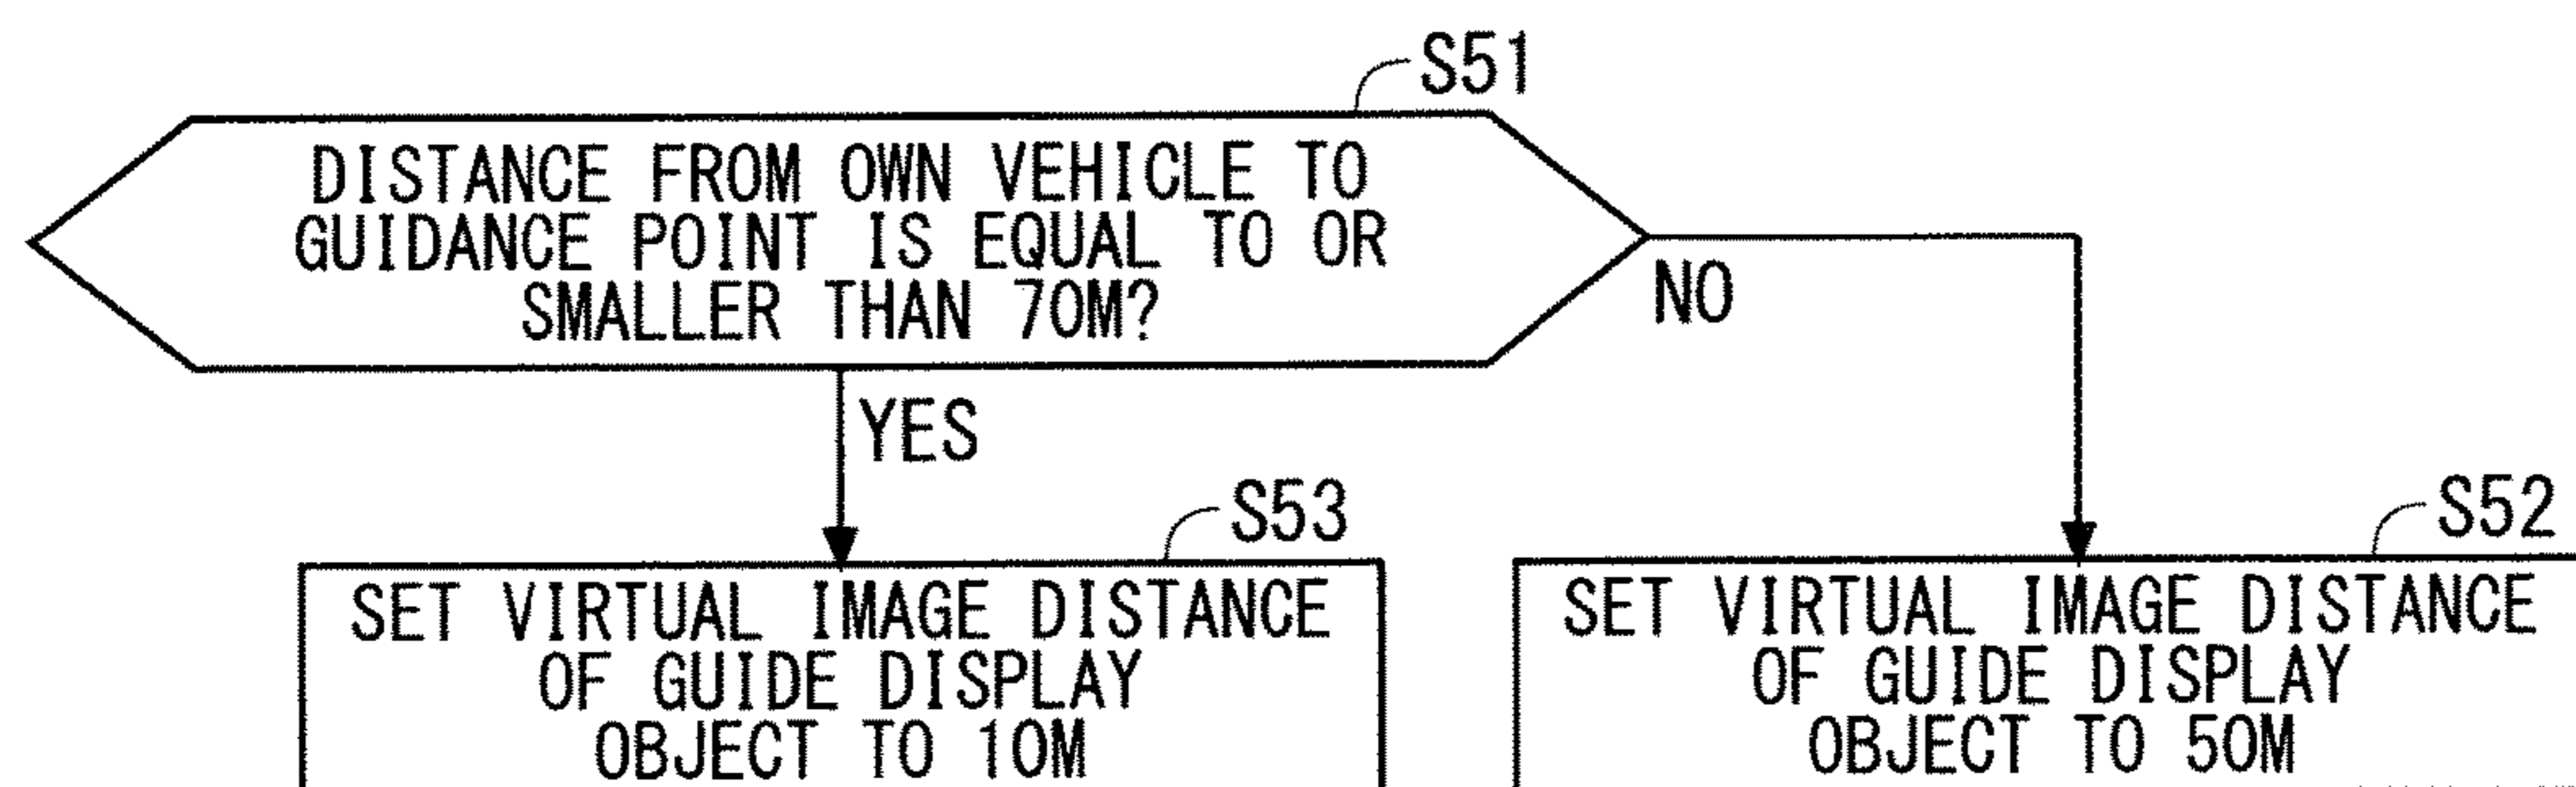 S51
DISTANCE FROM OWN VEHICLE TO
GUIDANCE POINT IS EQUAL TO OR
SMALLER THAN 70M?
NO
YES
S53
SET VIRTUAL IMAGE DISTANCE
OF GUIDE DISPLAY
OBJECT TO 10M
S52
SET VIRTUAL IMAGE DISTANCE
OF GUIDE DISPLAY
OBJECT TO 50M